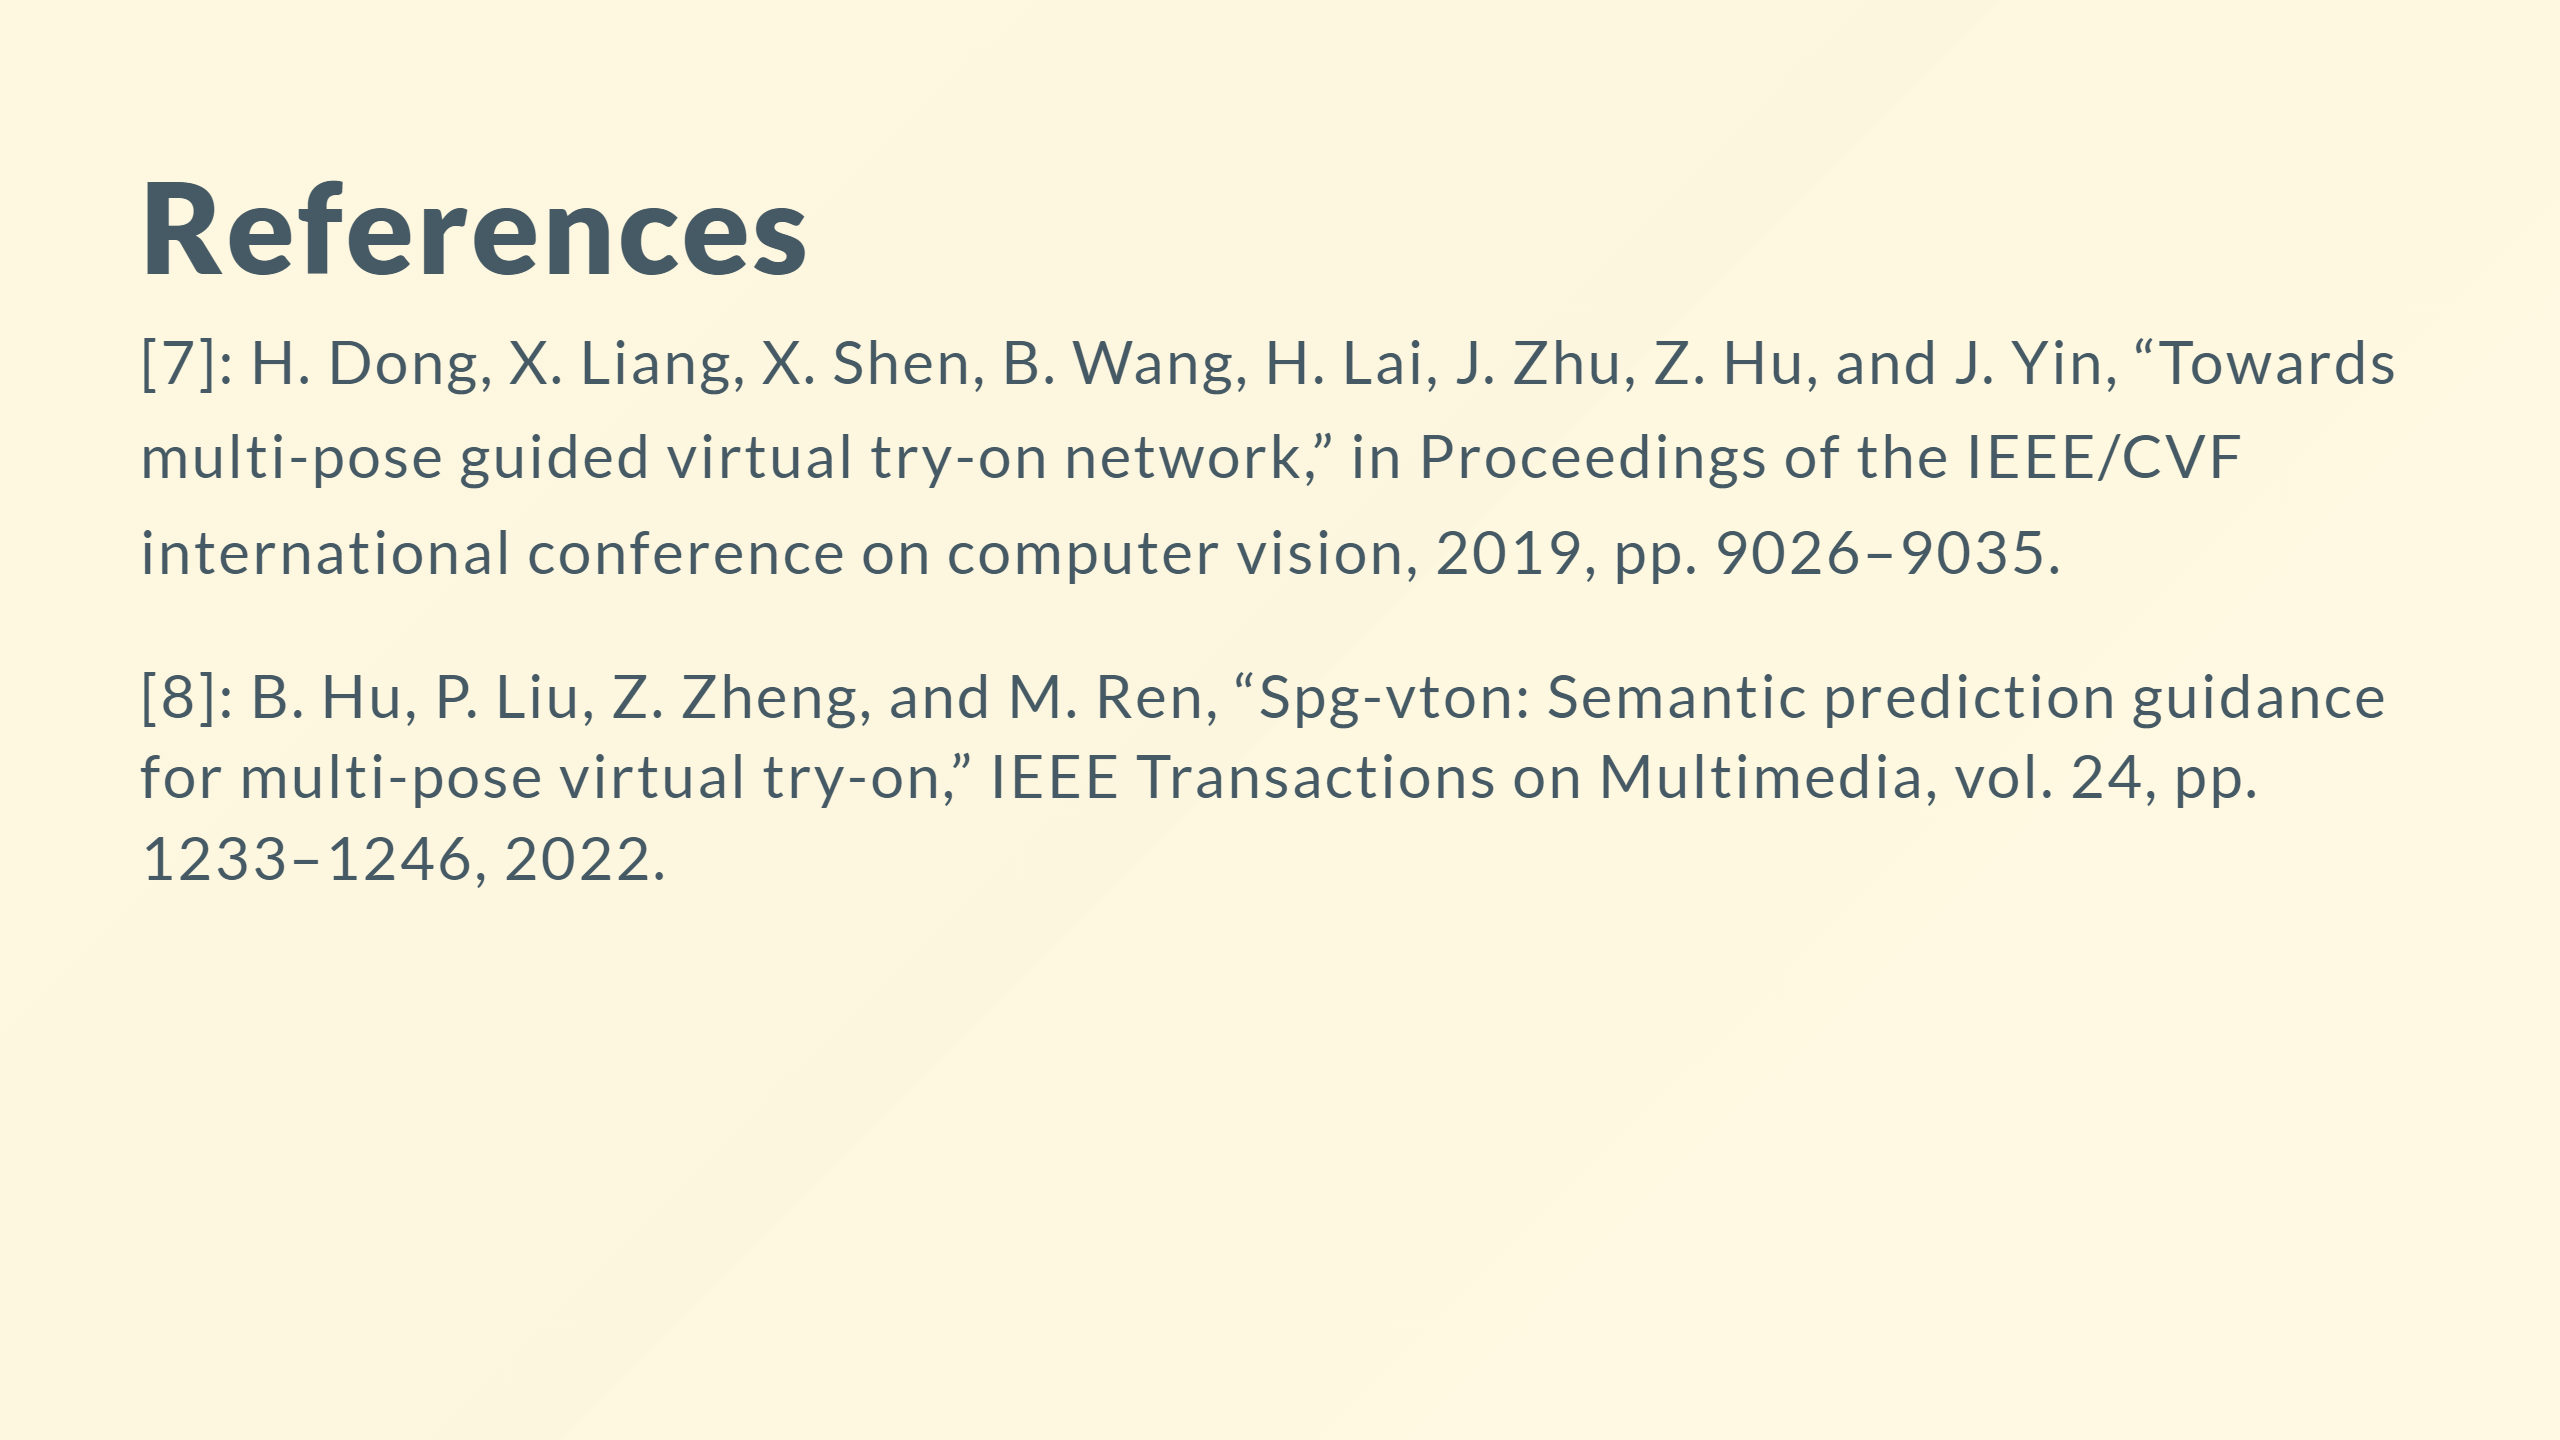 References
[7]: H. Dong, X. Liang, X. Shen, B. Wang, H. Lai, J. Zhu, Z. Hu, and J. Yin, “Towards
multi-pose guided virtual try-on network,” in Proceedings of the IEEE/CVF
international conference on computer vision, 2019, pp. 9026–9035.
[8]: B. Hu, P. Liu, Z. Zheng, and M. Ren, “Spg-vton: Semantic prediction guidance
for multi-pose virtual try-on,” IEEE Transactions on Multimedia, vol. 24, pp.
1233–1246, 2022.